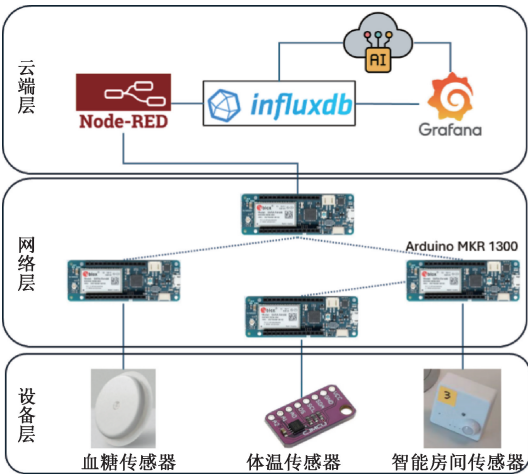 云端层
AI
Node-RED
influxdb
Grafana
网络层
Arduino MKR 1300
设备层
3
血糖传感器
体温传感器
智能房间传感器